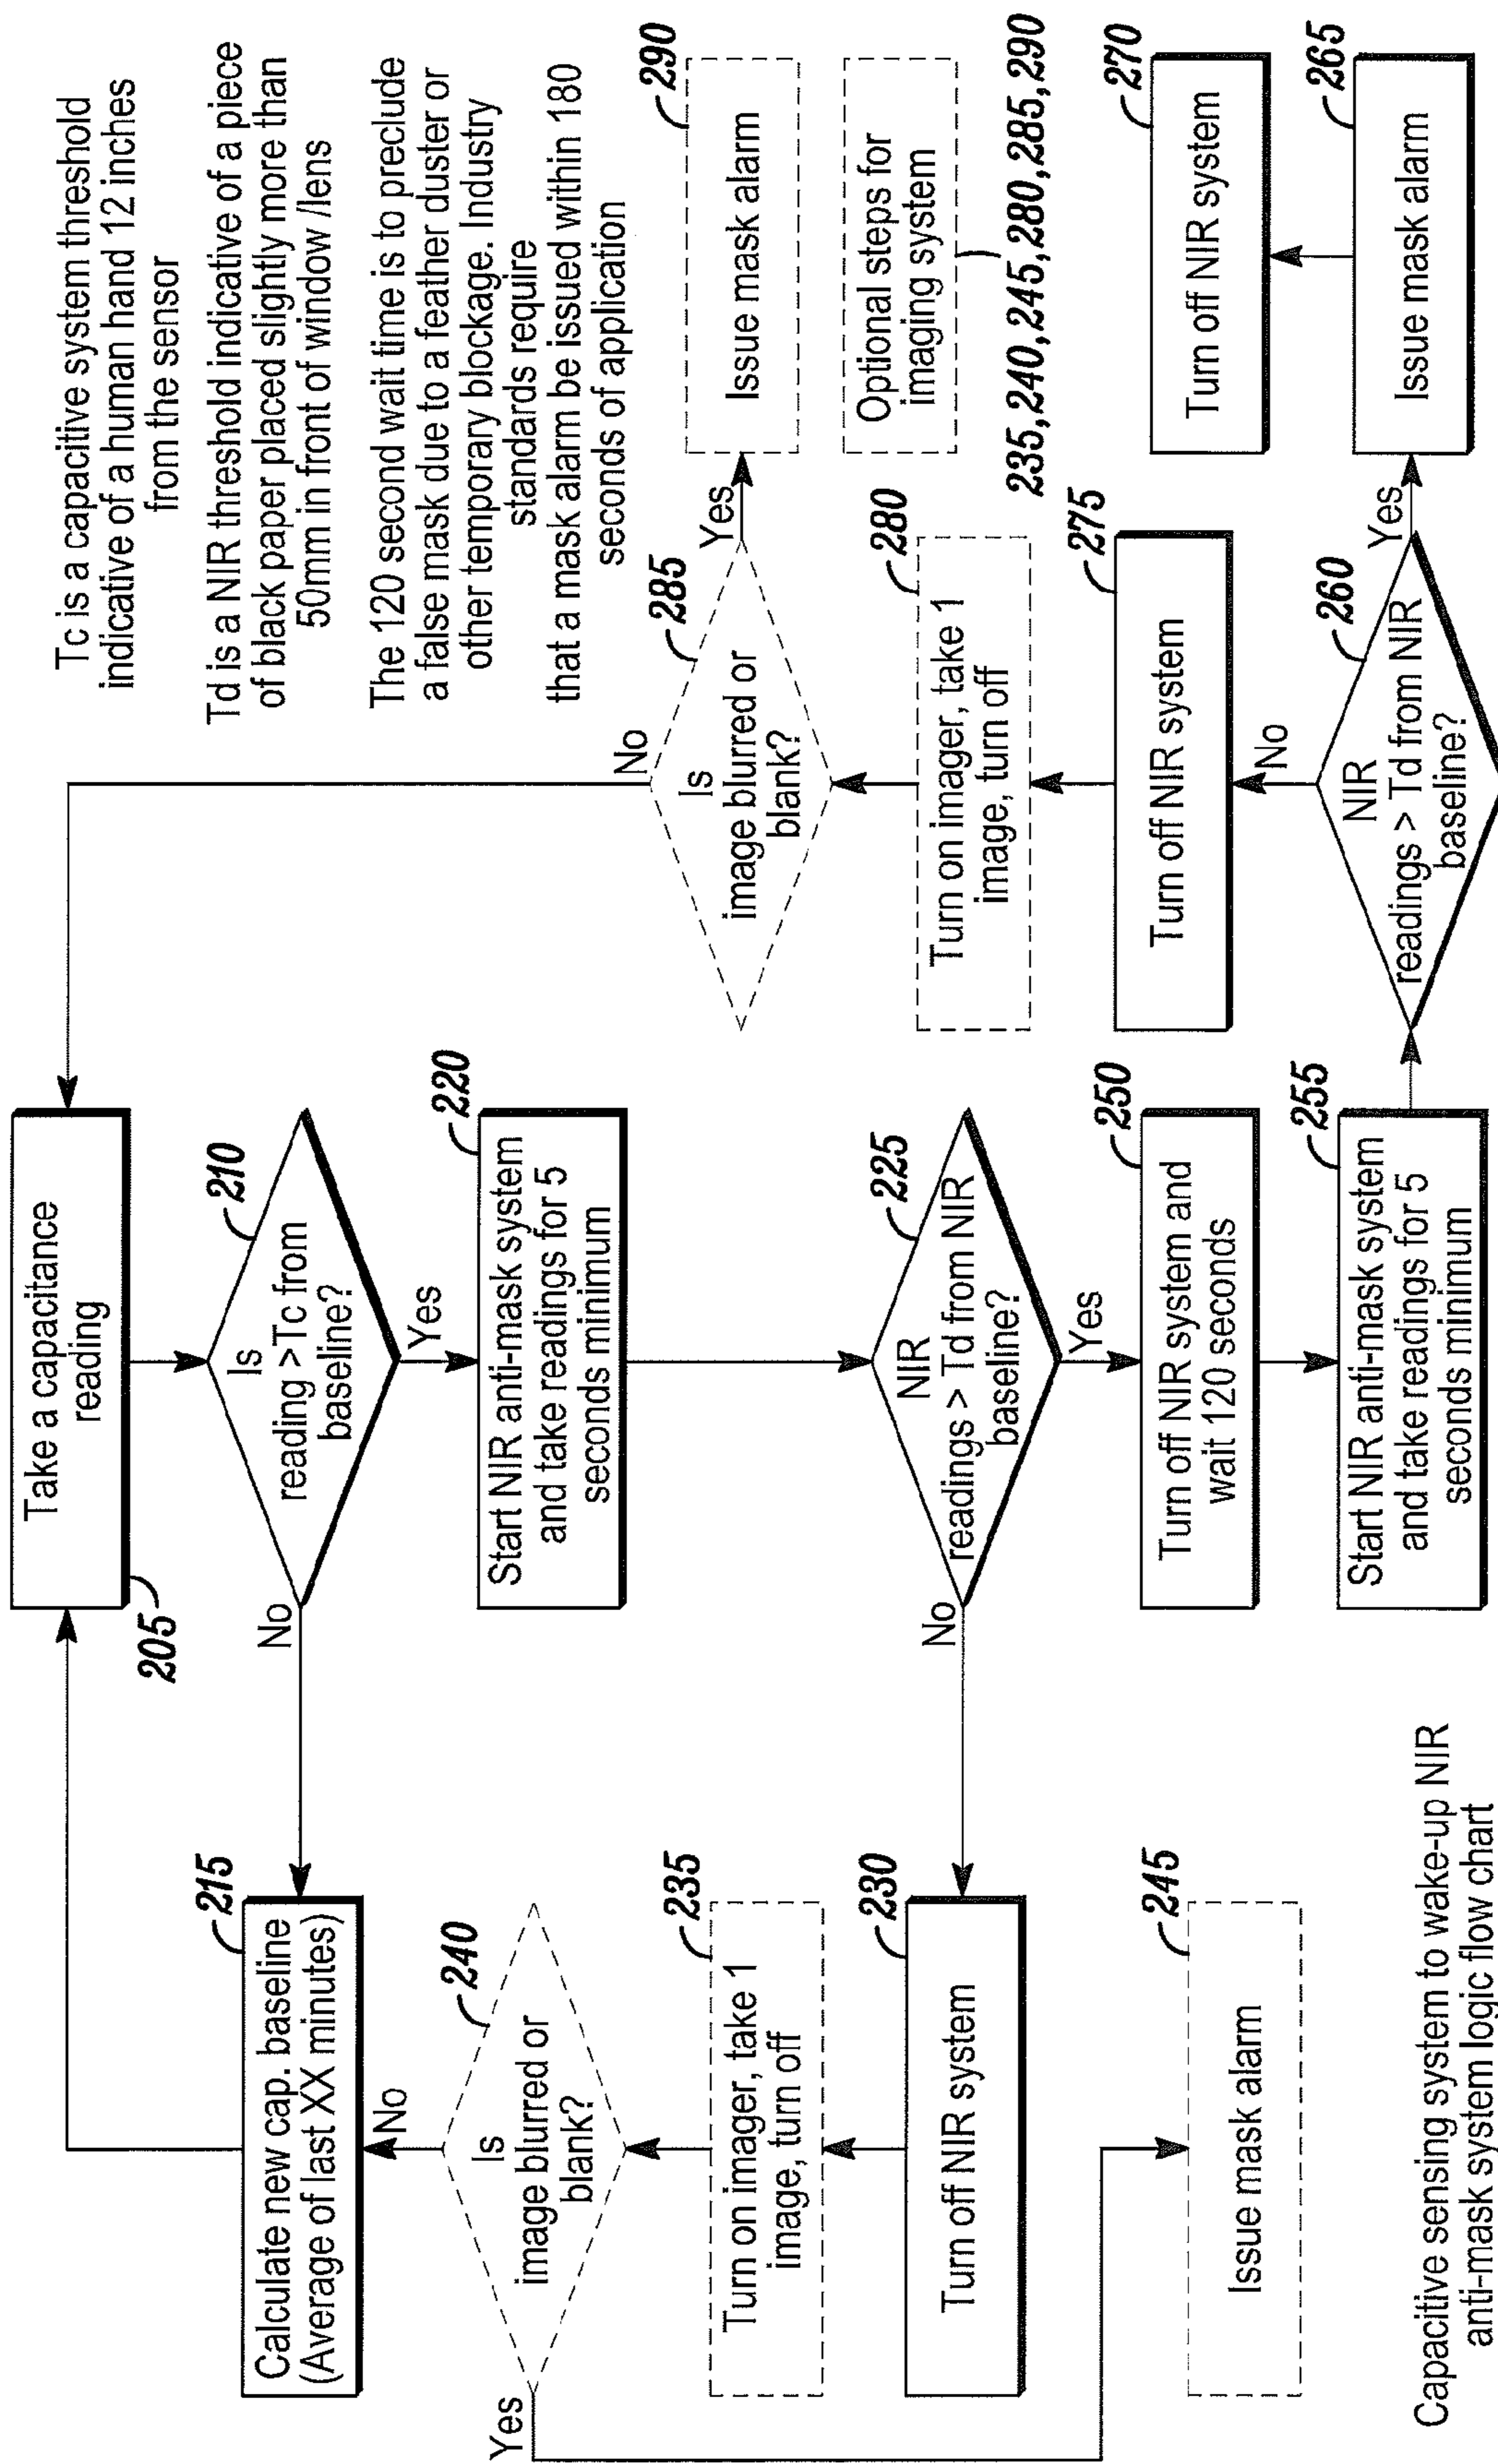 Take a capacitance
reading
205
Is
reading >Tc from
baseline?
210
No
Yes
Calculate new cap. baseline
(Average of last XX minutes)
215
Start NIR anti-mask system
and take readings for 5
seconds minimum
220
NIR
readings > Td from NIR
baseline?
225
No
Yes
Turn off NIR system
230
Turn on imager, take 1
image, turn off
235
Is
image blurred or
blank?
240
No
Yes
Issue mask alarm
245
Turn off NIR system and
wait 120 seconds
250
Start NIR anti-mask system
and take readings for 5
seconds minimum
255
NIR
readings > Td from NIR
baseline?
260
No
Yes
Issue mask alarm
265
Turn off NIR system
270
Turn off NIR system
275
Turn on imager, take 1
image, turn off
280
Is
image blurred or
blank?
285
No
Yes
Issue mask alarm
290
Optional steps for
imaging system
235,240,245,280,285,290
Tc is a capacitive system threshold
indicative of a human hand 12 inches
from the sensor
Td is a NIR threshold indicative of a piece
of black paper placed slightly more than
50mm in front of window /lens
The 120 second wait time is to preclude
a false mask due to a feather duster or
other temporary blockage. Industry
standards require
that a mask alarm be issued within 180
seconds of application
Capacitive sensing system to wake-up NIR
anti-mask system logic flow chart